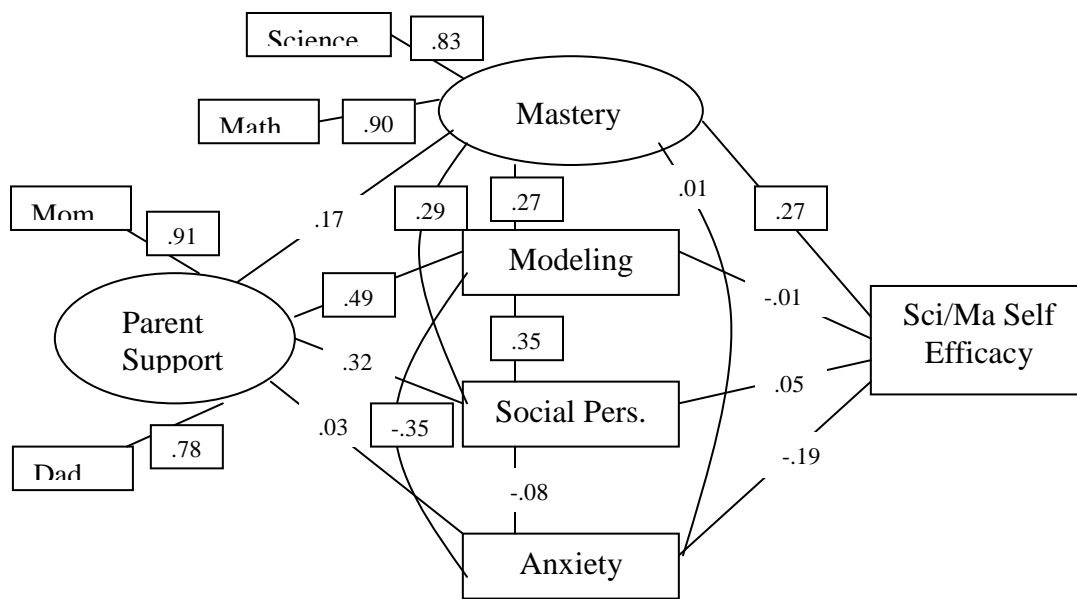 Science
.83
Mastery
Math
.90
.01
Mom
.17
.29
.27
.27
.91
Modeling
.49
-.01
Parent
Support
.35
Sci/Ma Self
Efficacy
.32
.05
Social Pers.
.03
-.35
.78
Dad
-.19
-.08
Anxiety